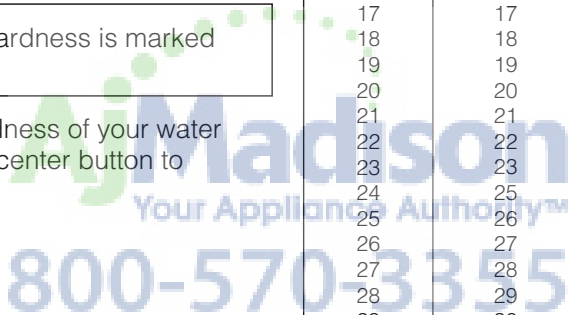 ardness is marked
dness of your water
center button to
17 17
18 18
19 19
20 20
21 21
22 22
23 23
24 25
25 26
26 27
27 28
28 29
AjMadison
Your Appliance Authority™
800-570-3355